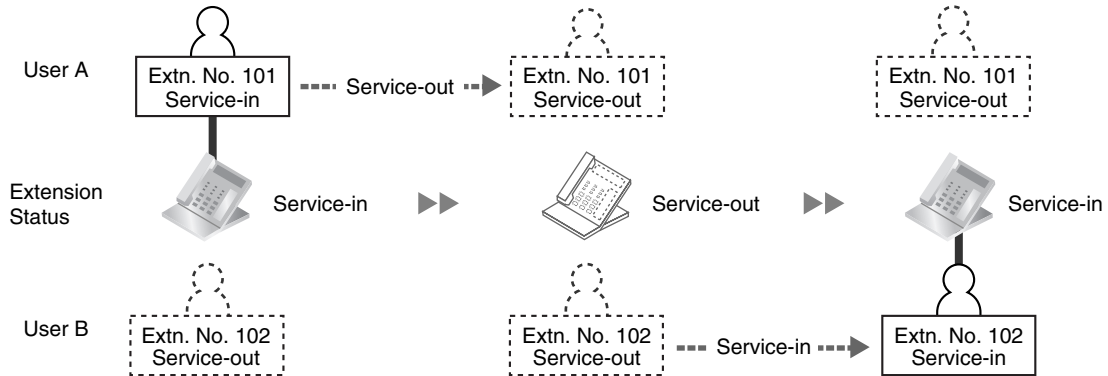 User A
Extn. No. 101
Service-in
Service-out
Extn. No. 101
Service-out
Extn. No. 101
Service-out
Extension
Status
Service-in
Service-out
Service-in
User B
Extn. No. 102
Service-out
Extn. No. 102
Service-out
Service-in
Extn. No. 102
Service-in